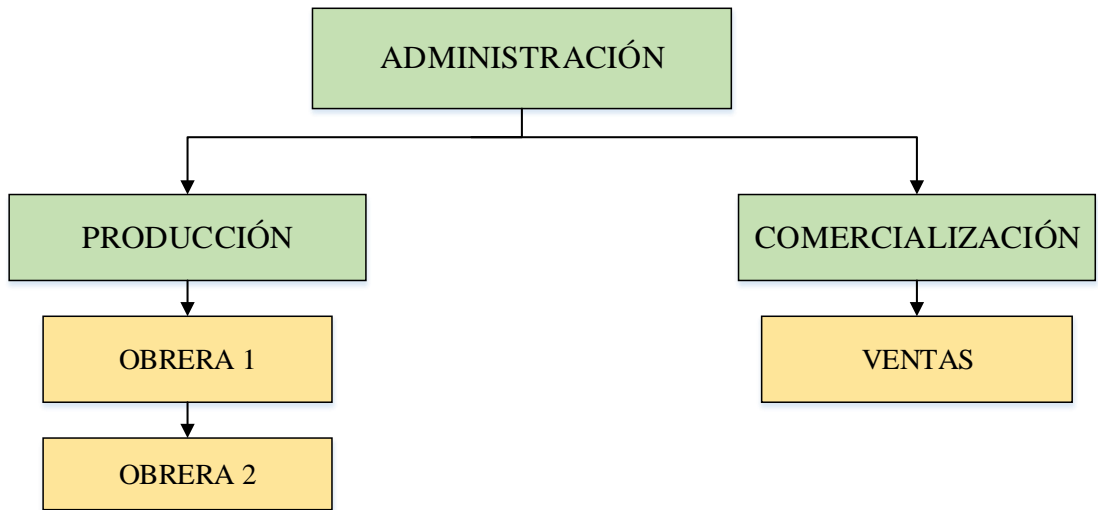 ADMINISTRACIÓN
PRODUCCIÓN
COMERCIALIZACIÓN
OBRERA 1
VENTAS
OBRERA 2